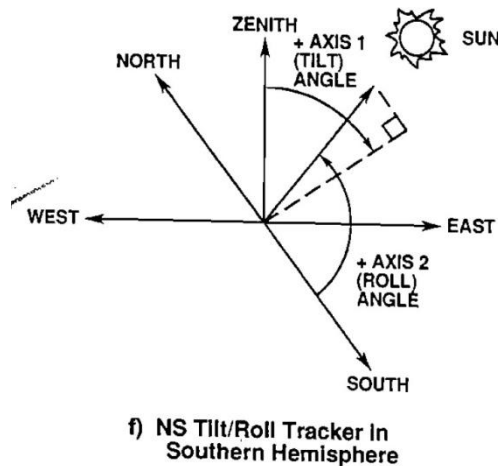 ZENITH
+ AXIS 1
(TILT)
ANGLE
SUN
NORTH
WEST
EAST
+ AXIS 2
(ROLL)
ANGLE
SOUTH
f) NS Tilt/Roll Tracker in
Southern Hemisphere